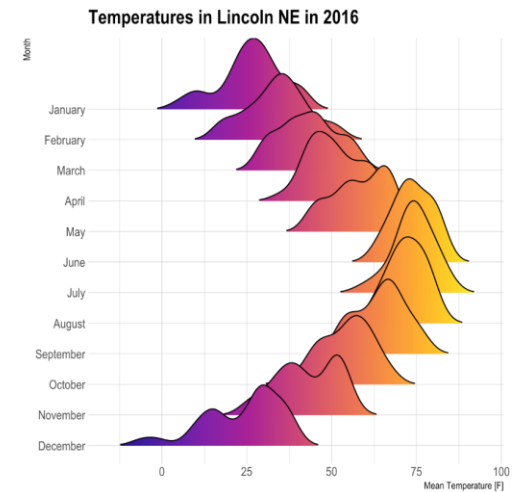 Temperatures in Lincoln NE in 2016
Month
January
February
March
April
May
June
July
August
September
October
November
December
0 25 50 75 100
Mean Temperature [F]